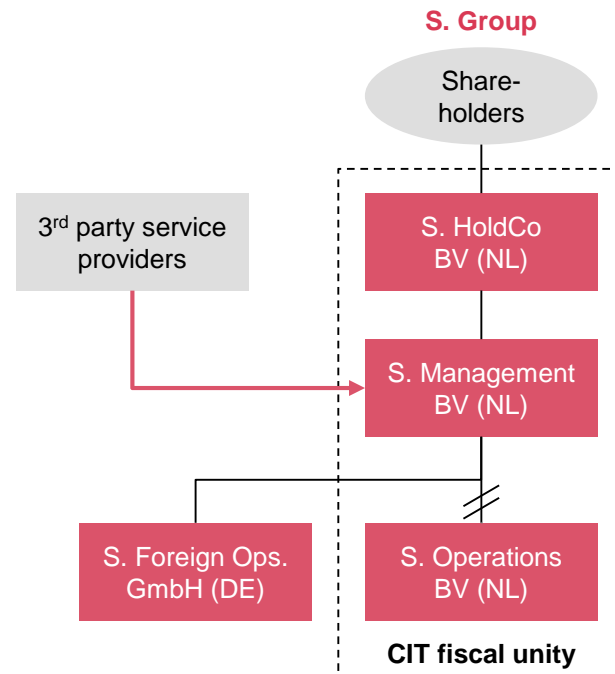 S. Group
Share-
holders
3rd party service
providers
S. HoldCo
BV (NL)
S. Management
BV (NL)
S. Foreign Ops.
GmbH (DE)
S. Operations
BV (NL)
CIT fiscal unity